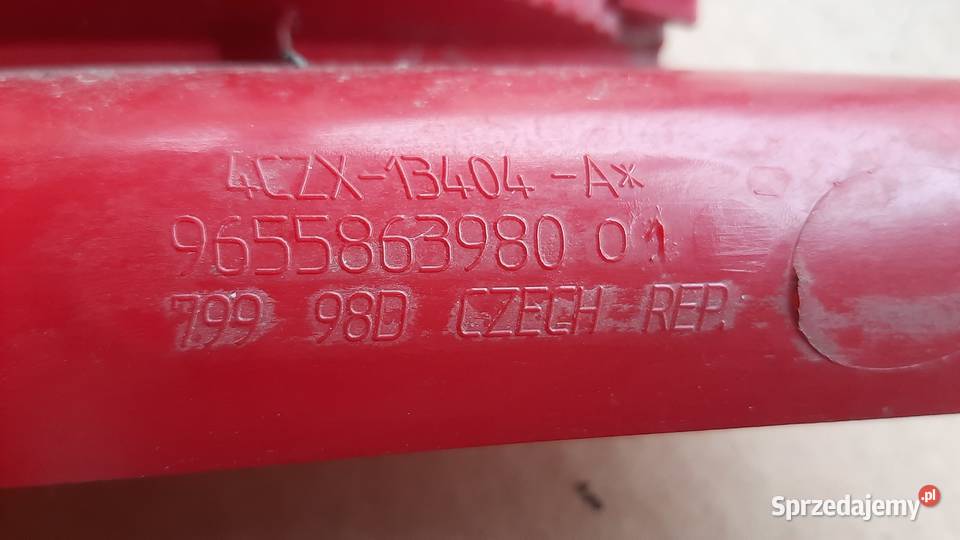 4CZX-13404-A*
9655863980 01
799 98D CZECH REP.
Sprzedajemy.pl